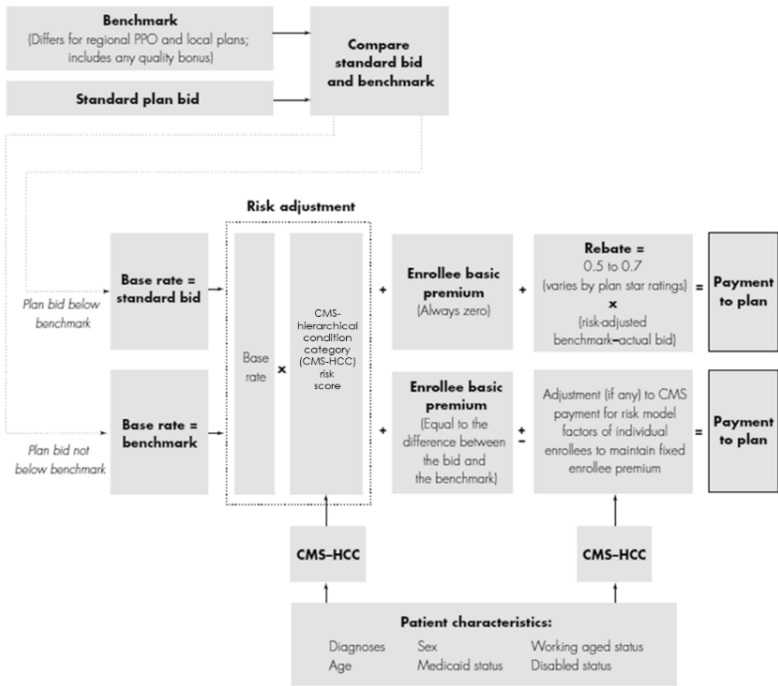 Benchmark
(Differs for regional PPO and local plans;
includes any quality bonus)
Standard plan bid
Compare
standard bid
and benchmark
Risk adjustment
Plan bid below
benchmark
Base rate =
standard bid
Plan bid not
below benchmark
Base rate =
benchmark
Base
rate
×
CMS-
hierarchical
condition
category
(CMS-HCC)
risk
score
+
Enrollee basic
premium
(Always zero)
+
Rebate =
0.5 to 0.7
(varies by plan star ratings)
×
(risk-adjusted
benchmark–actual bid)
=
Payment
to plan
+
Enrollee basic
premium
(Equal to the
difference between
the bid and
the benchmark)
±
Adjustment (if any) to CMS
payment for risk model
factors of individual
enrollees to maintain fixed
enrollee premium
=
Payment
to plan
CMS–HCC
CMS–HCC
Patient characteristics:
Diagnoses Sex Working aged status
Age Medicaid status Disabled status